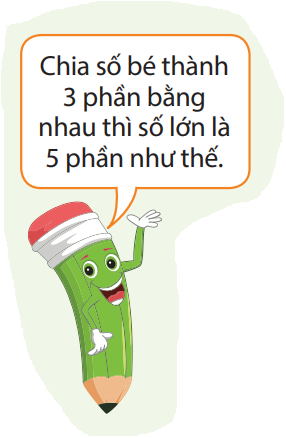 Chia số bé thành
3 phần bằng
nhau thì số lớn là
5 phần như thế.